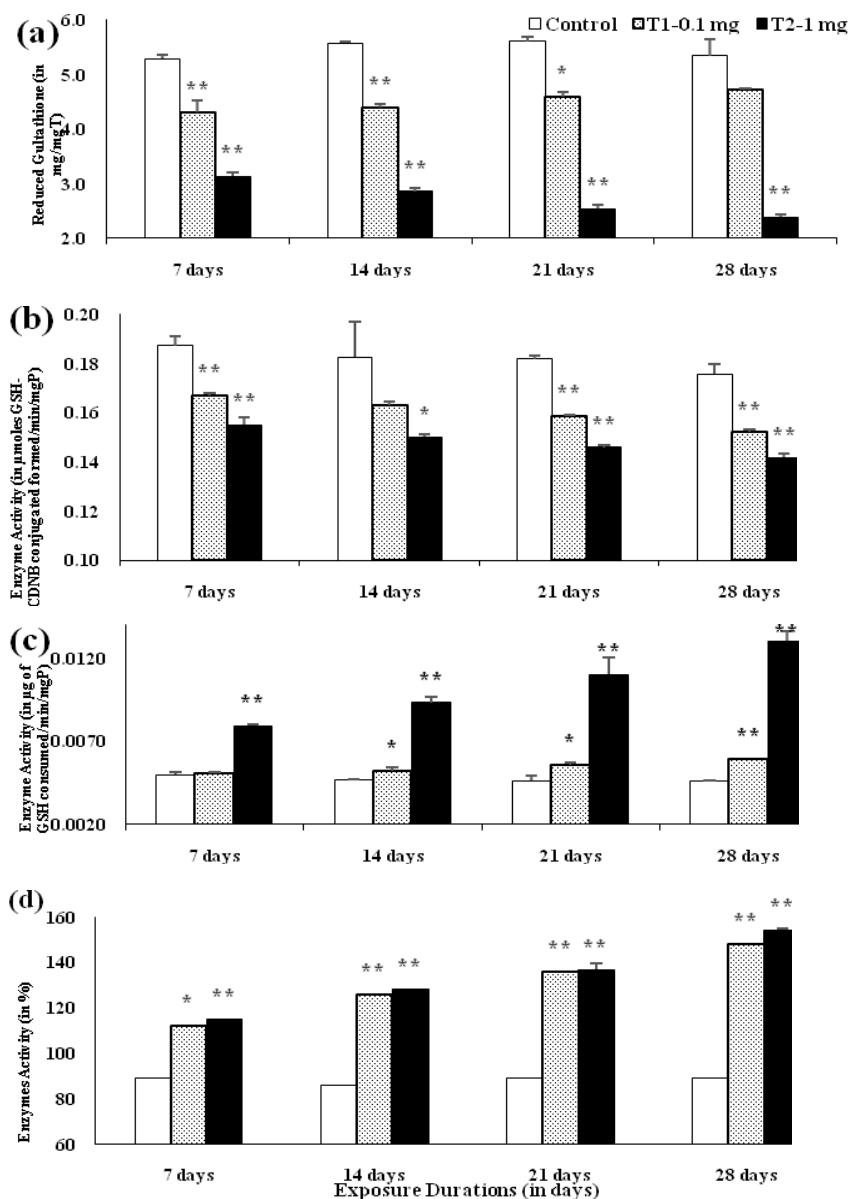 (a)
6.0
Control T1-0.1 mg T2-1 mg
5.0
4.0
3.0
2.0
Reduced Gultathione (in
mg/mgT)
** ** ** ** * ** **
7 days 14 days 21 days 28 days
(b)
0.20
0.18
0.16
0.14
0.12
0.10
Enzyme Activity (in µmoles GSH-
CDNB conjugated formed/min/mgP)
** ** * ** ** ** **
7 days 14 days 21 days 28 days
(c)
0.0120
0.0070
0.0020
Enzyme Activity (in µg of
GSH consumed/min/mgP)
** * ** * ** ** **
7 days 14 days 21 days 28 days
(d)
160
140
120
100
80
60
Enzymes Activity (in %)
* ** ** ** ** ** ** **
7 days 14 days 21 days 28 days
Exposure Durations (in days)